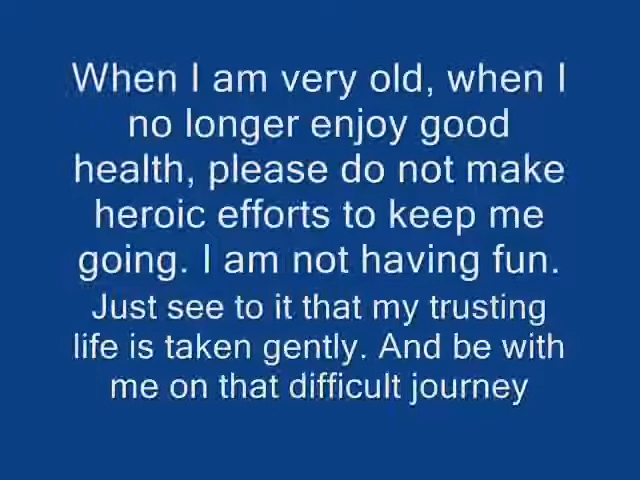 When I am very old, when I
no longer enjoy good
health, please do not make
heroic efforts to keep me
going. I am not having fun.
Just see to it that my trusting
life is taken gently. And be with
me on that difficult journey